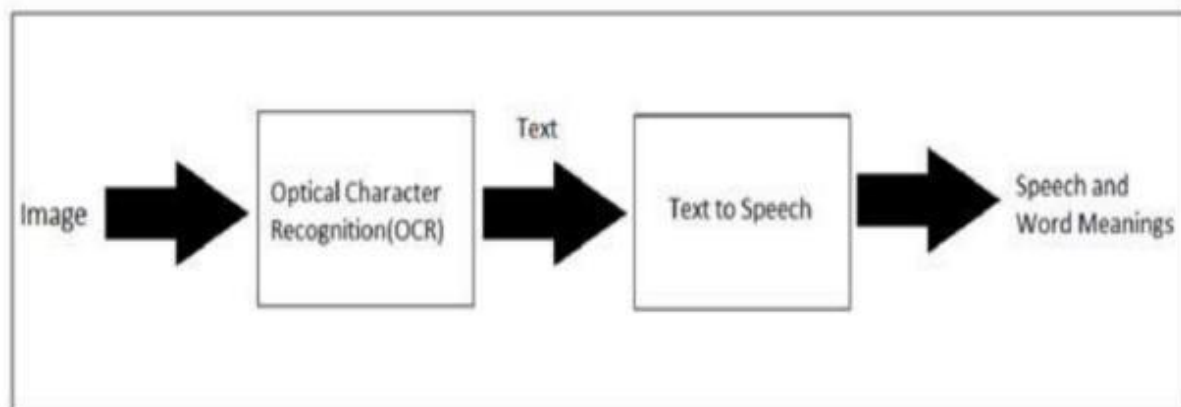 Image
Optical Character
Recognition(OCR)
Text
Text to Speech
Speech and
Word Meanings